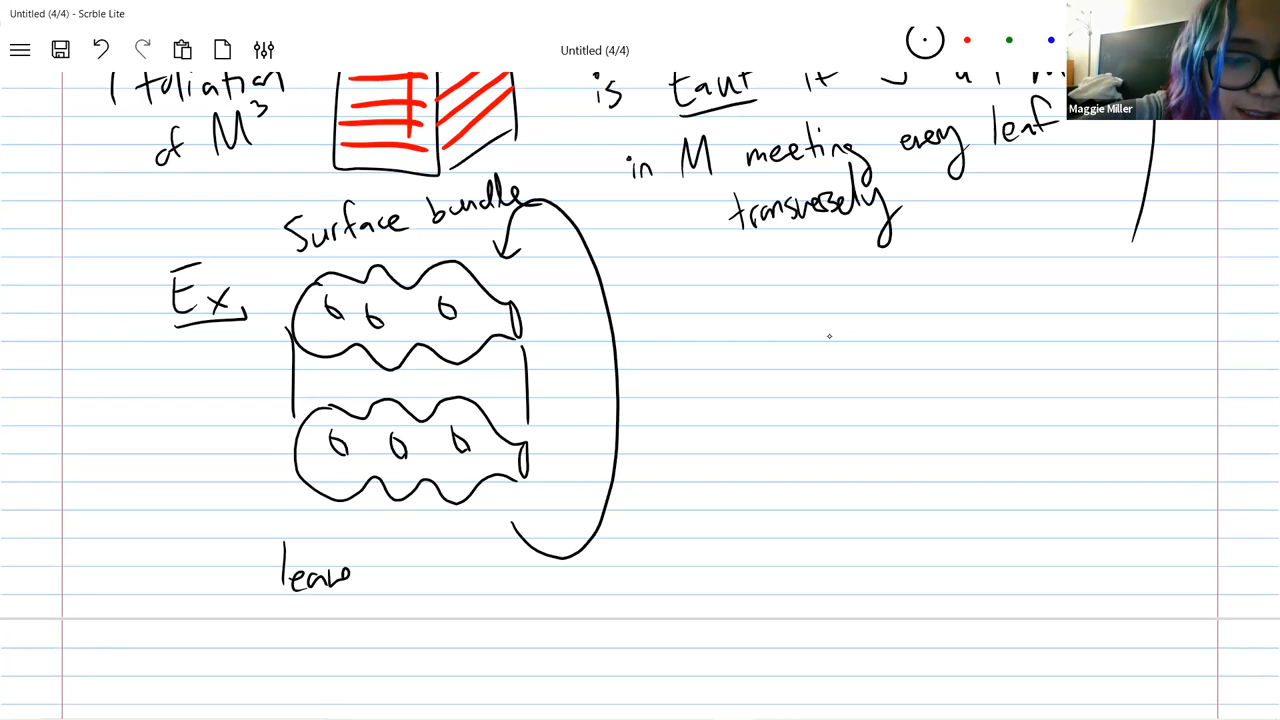 Untitled (4/4) - Scrble Lite
Untitled (4/4)
Maggie Miller
foliation
of M³
is taut if
in M meeting every leaf
transversely
Surface bundle
Ex.
leave